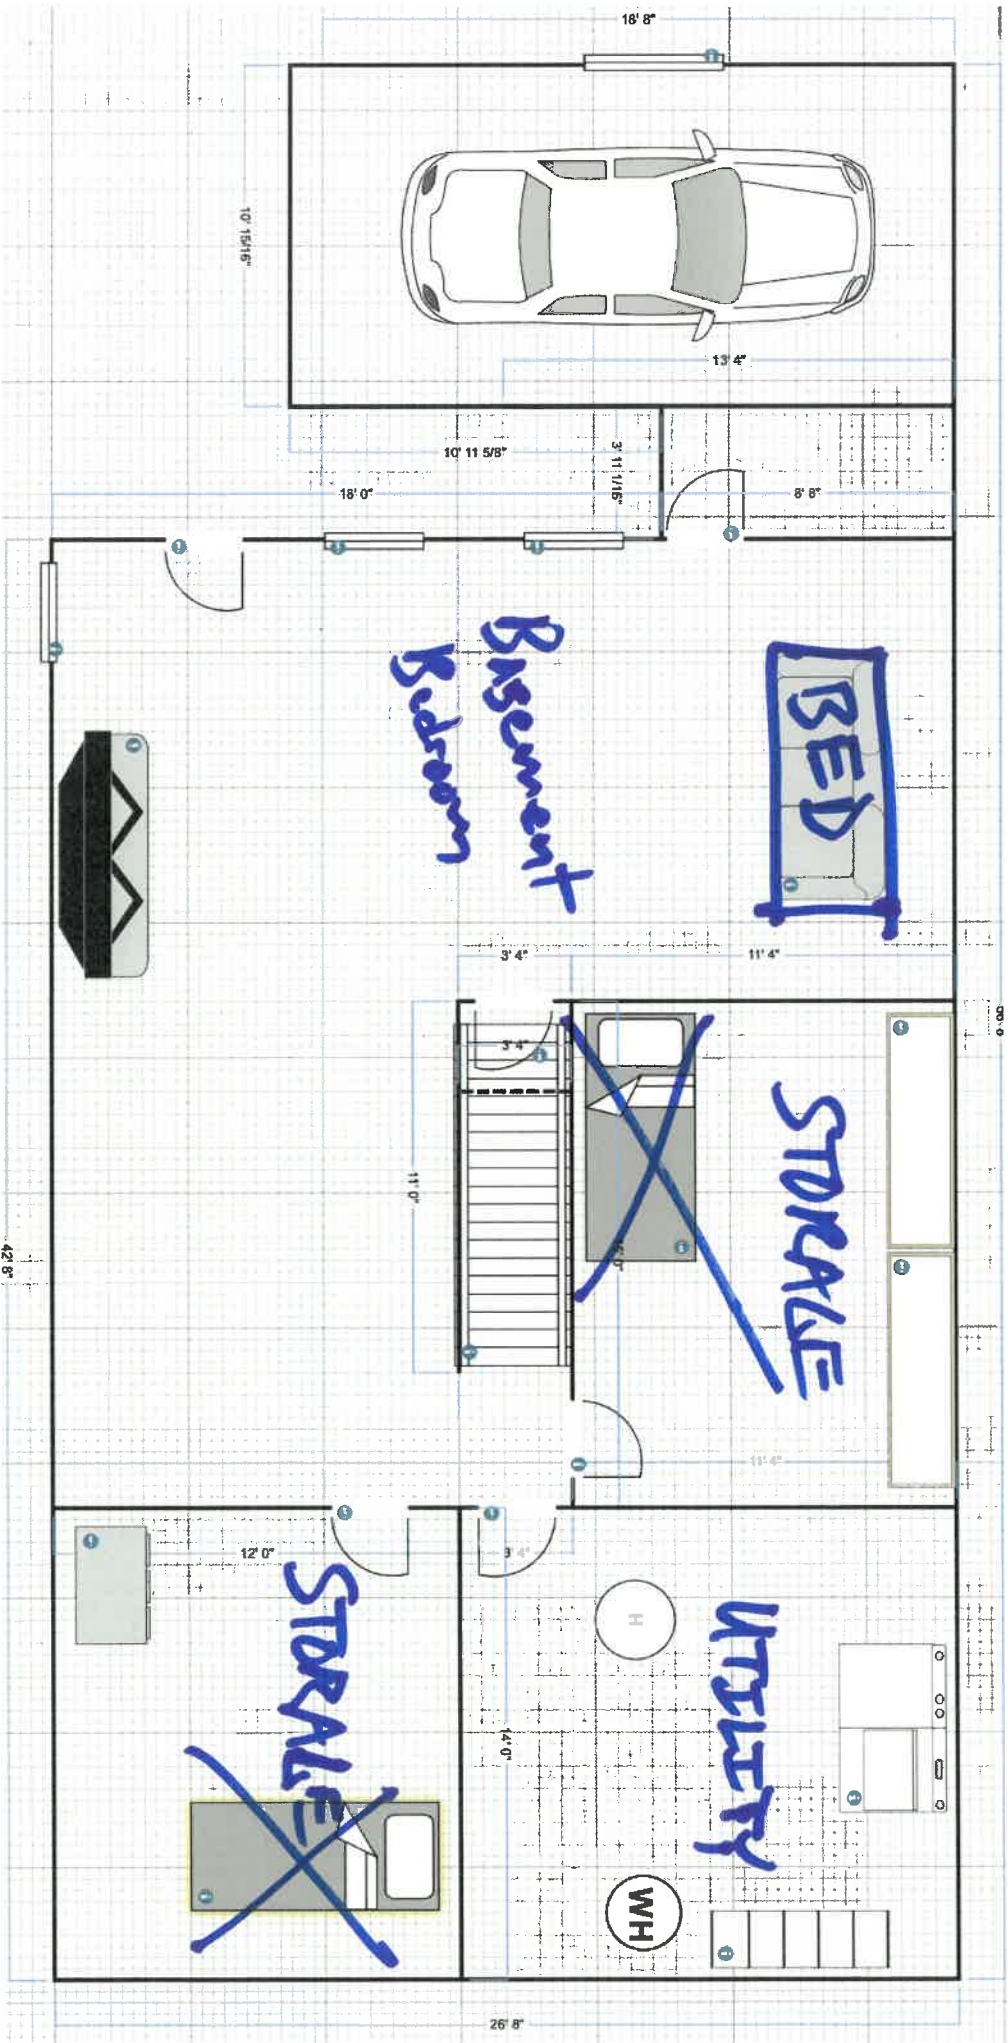 18' 8"
10' 15/16"
13' 4"
10' 11 5/8"
3' 11 1/16"
18' 0"
8' 8"
Basement
Bedroom
BED
3' 4"
11' 4"
3' 4"
11' 0"
STORAGE
42' 8"
11' 4"
12' 0"
3' 4"
H
STORAGE
UTILITY
14' 0"
WH
26' 8"